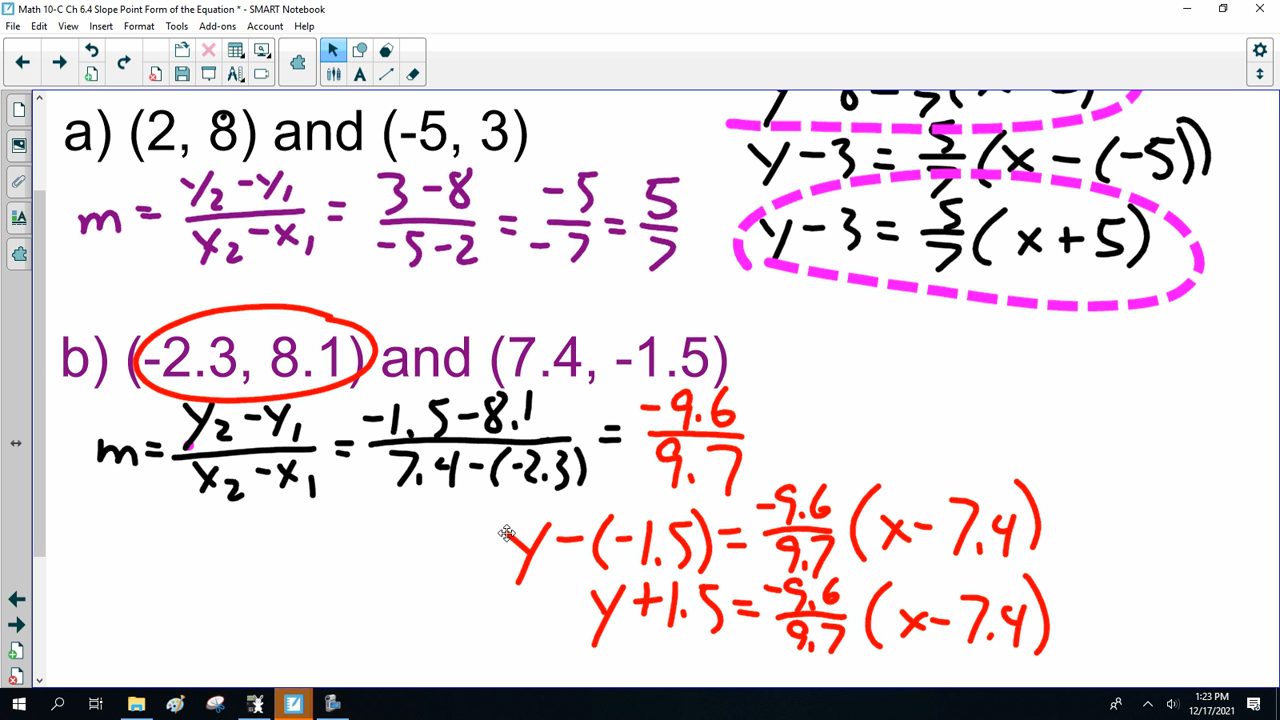 Math 10-C Ch 6.4 Slope Point Form of the Equation * - SMART Notebook
File Edit View Insert Format Tools Add-ons Account Help
a) (2, 8) and (-5, 3)
m = y₂ - y₁ / x₂ - x₁ = 3 - 8 / -5 - 2 = -5 / -7 = 5 / 7
y - 3 = 5/7 (x - (-5))
y - 3 = 5/7 (x + 5)
b) (-2.3, 8.1) and (7.4, -1.5)
m = y₂ - y₁ / x₂ - x₁ = -1.5 - 8.1 / 7.4 - (-2.3) = -9.6 / 9.7
y - (-1.5) = -9.6/9.7 (x - 7.4)
y + 1.5 = -9.6/9.7 (x - 7.4)
1:23 PM
12/17/2021